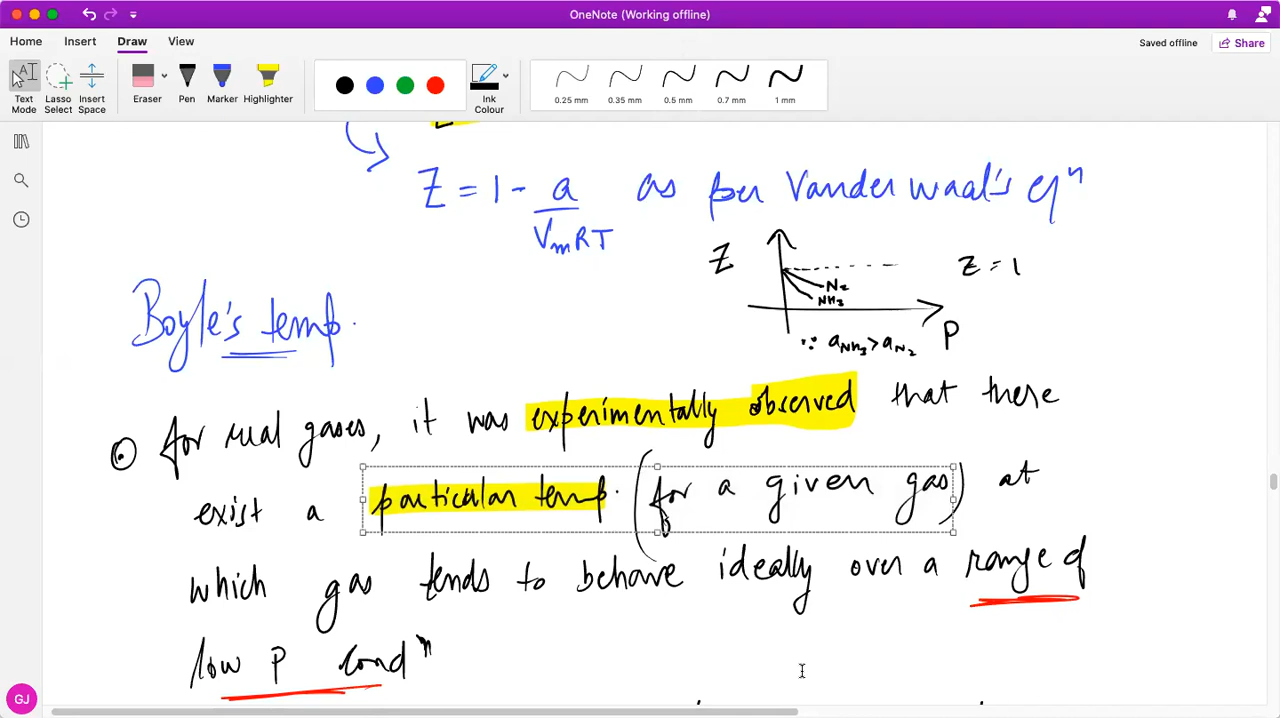 OneNote (Working offline)
Home Insert Draw View
Saved offline
Share
Text Mode
Lasso Select
Insert Space
Eraser
Pen
Marker
Highlighter
Ink Colour
0.25 mm 0.35 mm 0.5 mm 0.7 mm 1 mm
Z = 1 - a/VmRT as per Vander waal's eqn
Z
Z = 1
N2
NH3
P
∵ aNH3 > aN2
Boyle's temp.
for real gases, it was experimentally observed that there
exist a particular temp. (for a given gas) at
which gas tends to behave ideally over a range of
low P condn
GJ